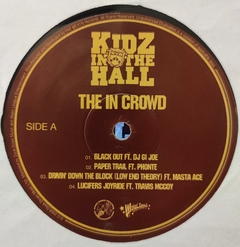 KIDZ
IN THE
HALL
THE IN CROWD
SIDE A
01. BLACK OUT FT. DJ GI JOE
02. PAPER TRAIL FT. PHONTE
03. DRIVIN' DOWN THE BLOCK (LOW END THEORY) FT. MASTA ACE
04. LUCIFERS JOYRIDE FT. TRAVIS MCCOY